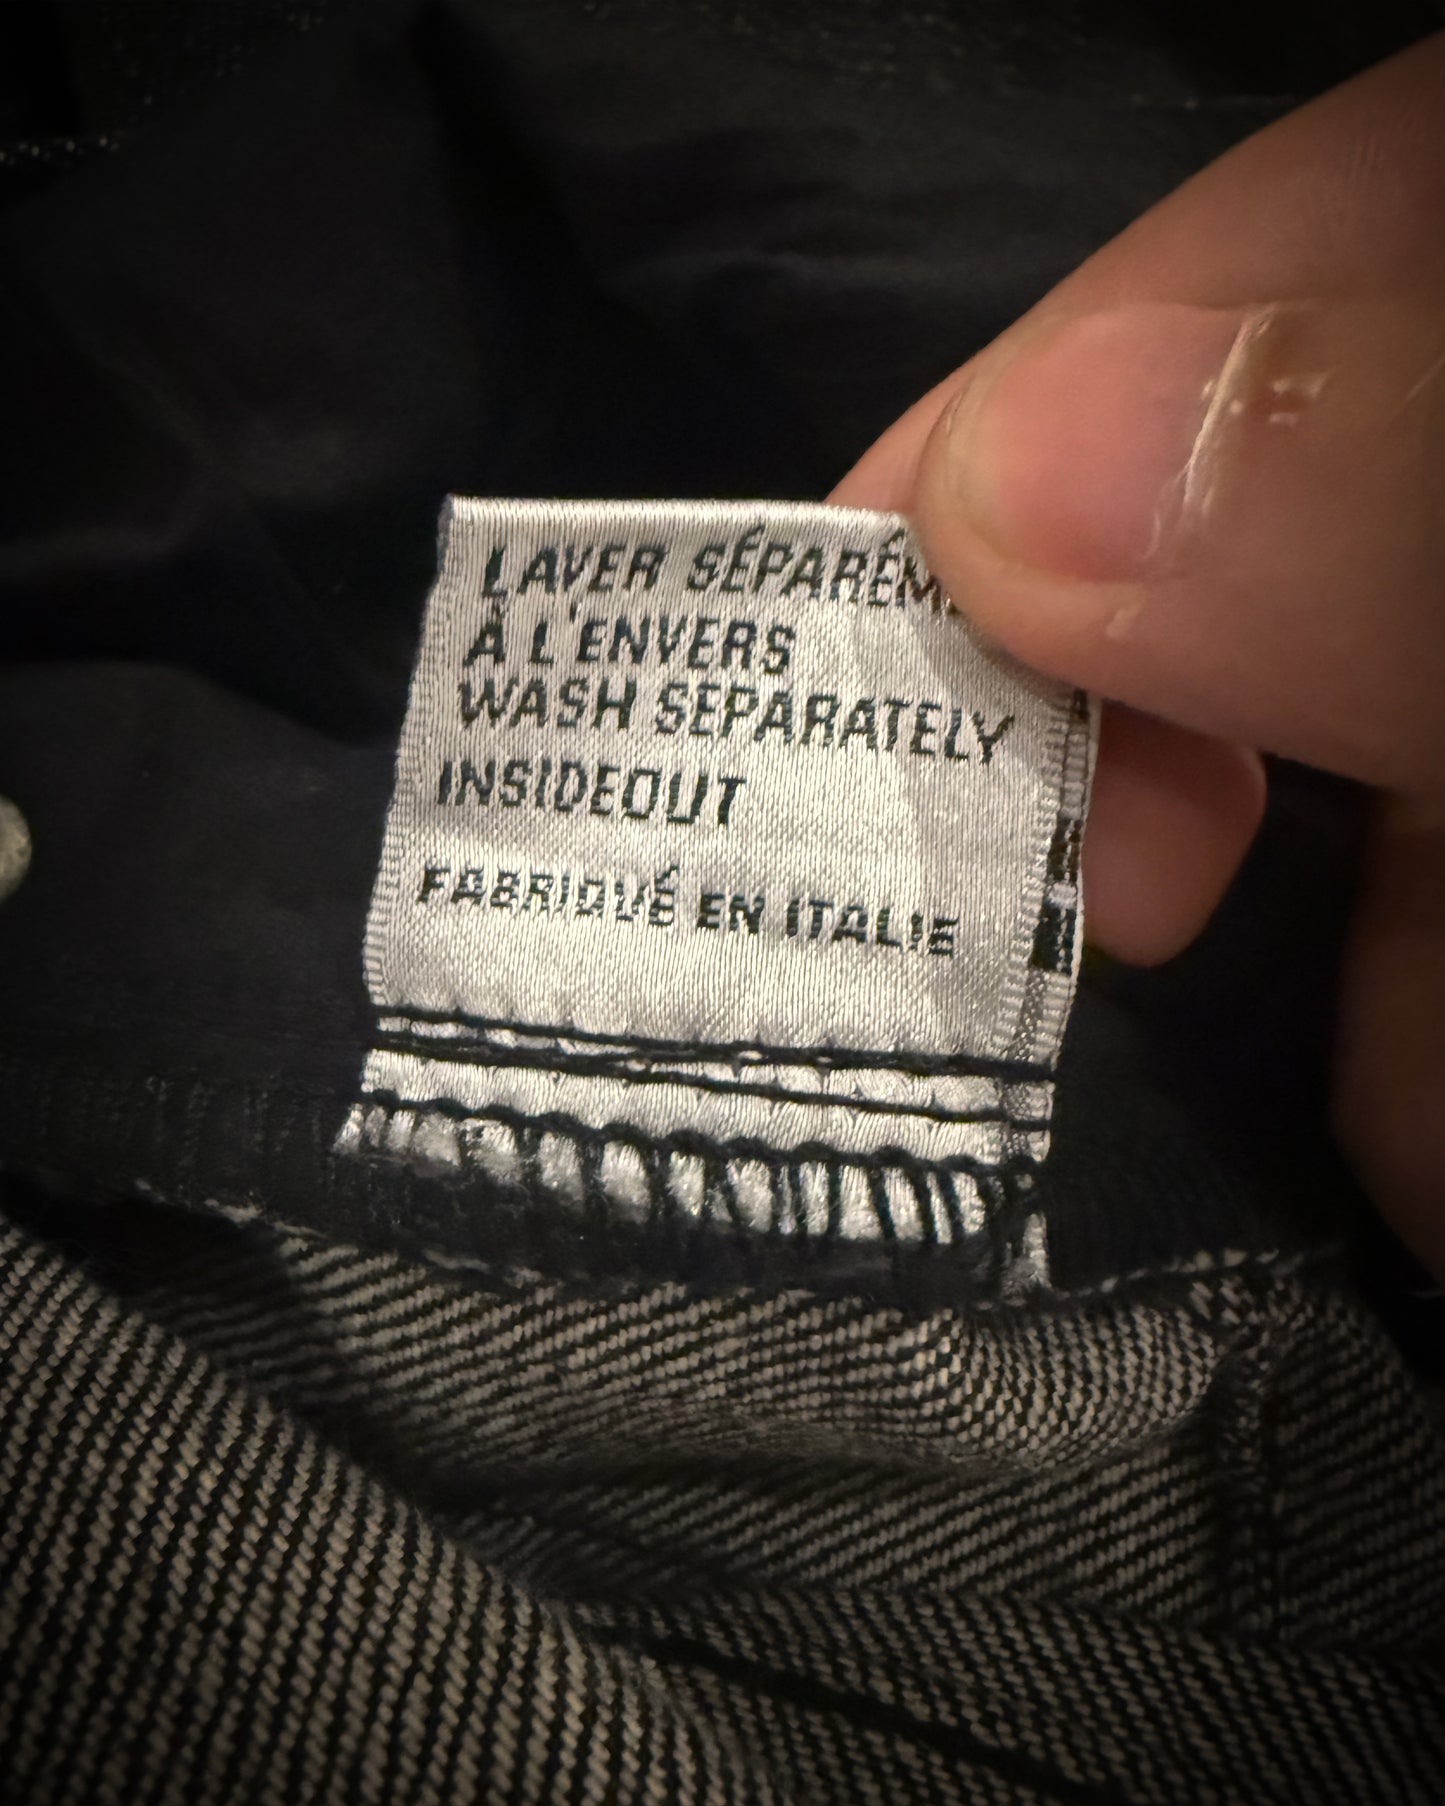 LAVER SÉPARÉM
À L'ENVERS
WASH SEPARATELY
INSIDEOUT
FABRIQUÉ EN ITALIE